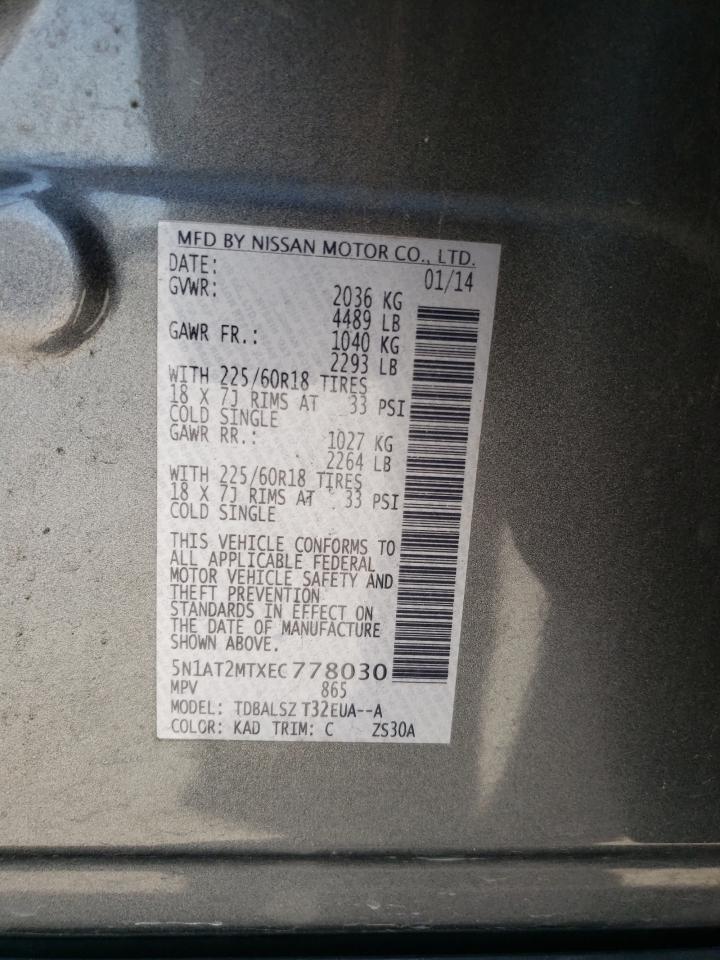 MFD BY NISSAN MOTOR CO., LTD.
DATE: 01/14
GVWR: 2036 KG
4489 LB
GAWR FR.: 1040 KG
2293 LB
WITH 225/60R18 TIRES
18 X 7J RIMS AT 33 PSI
COLD SINGLE
GAWR RR.: 1027 KG
2264 LB
WITH 225/60R18 TIRES
18 X 7J RIMS AT 33 PSI
COLD SINGLE
THIS VEHICLE CONFORMS TO
ALL APPLICABLE FEDERAL
MOTOR VEHICLE SAFETY AND
THEFT PREVENTION
STANDARDS IN EFFECT ON
THE DATE OF MANUFACTURE
SHOWN ABOVE.
5N1AT2MTXEC778030
MPV 865
MODEL: TDBALSZ T32EUA--A
COLOR: KAD TRIM: C ZS30A